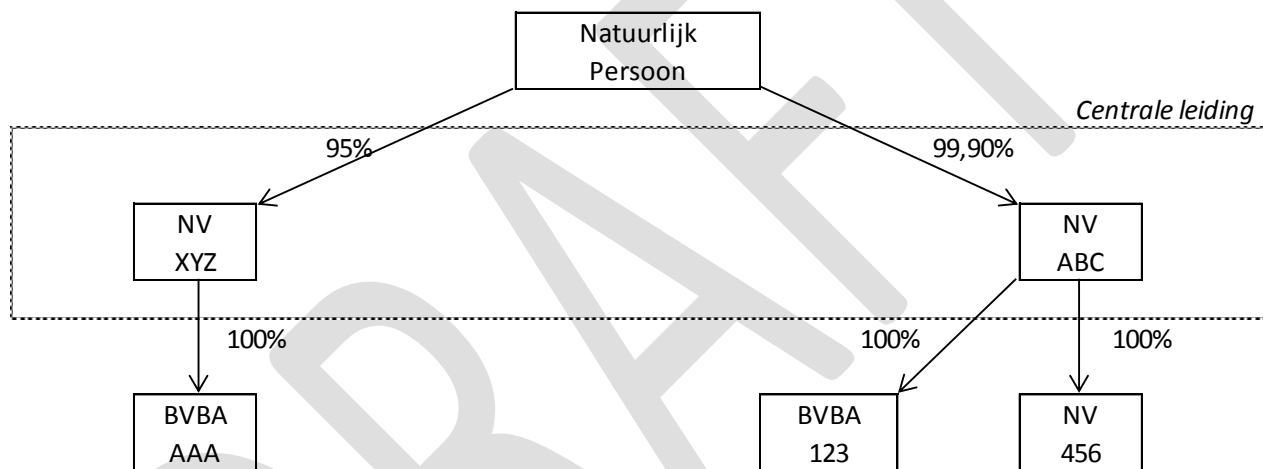 Natuurlijk
Persoon
Centrale leiding
95%
99,90%
NV
XYZ
NV
ABC
100%
100%
100%
BVBA
AAA
BVBA
123
NV
456
DRAFT